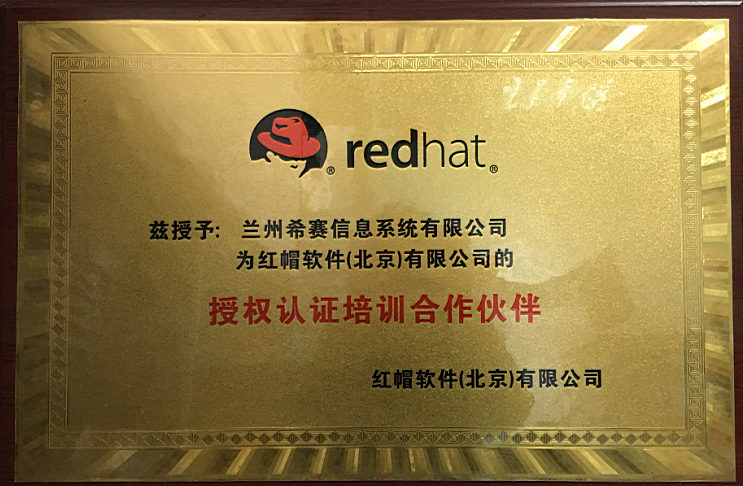 redhat®
兹授予: 兰州希赛信息系统有限公司
为红帽软件(北京)有限公司的
授权认证培训合作伙伴
红帽软件(北京)有限公司